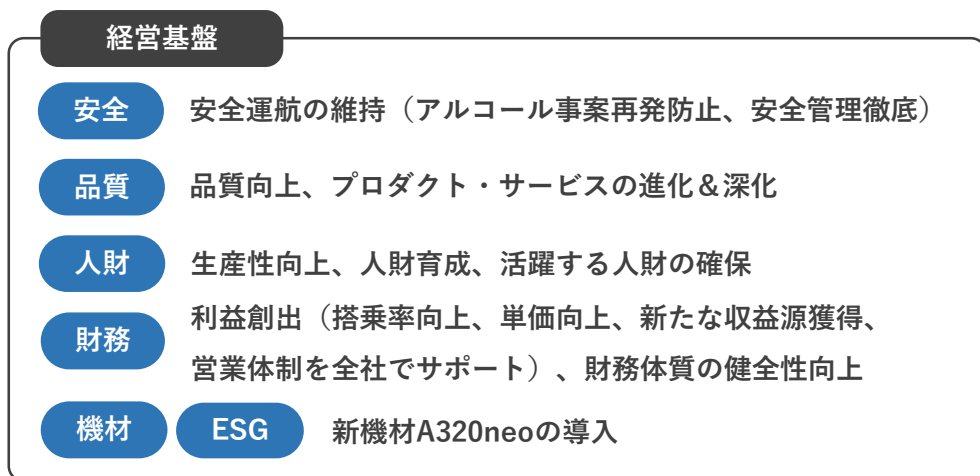 経営基盤
安全 安全運航の維持（アルコール事案再発防止、安全管理徹底）
品質 品質向上、プロダクト・サービスの進化＆深化
人財 生産性向上、人財育成、活躍する人財の確保
財務 利益創出（搭乗率向上、単価向上、新たな収益源獲得、
営業体制を全社でサポート）、財務体質の健全性向上
機材 ESG 新機材A320neoの導入